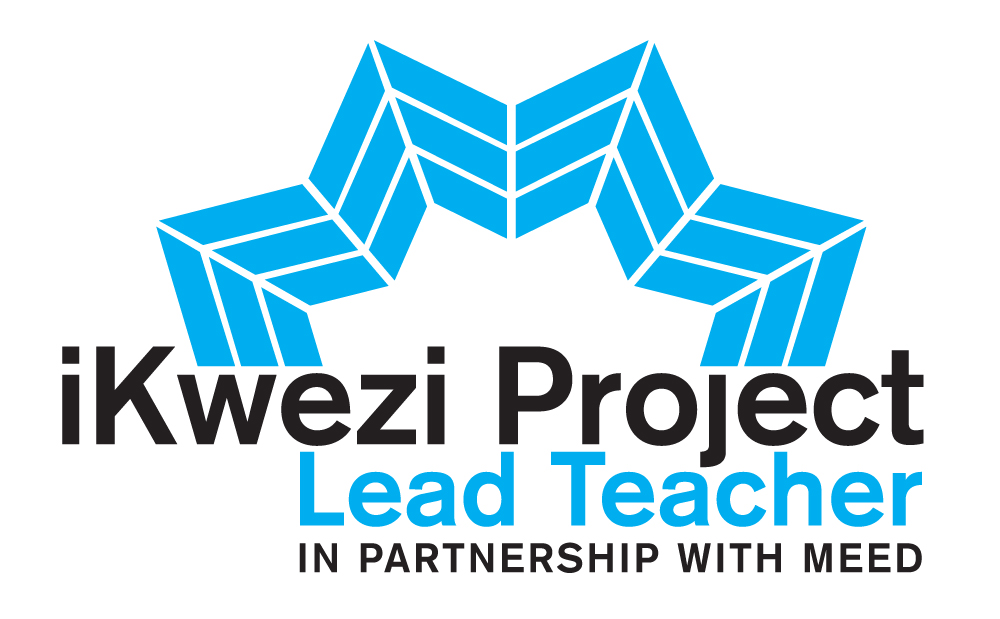 iKwezi Project
Lead Teacher
IN PARTNERSHIP WITH MEED